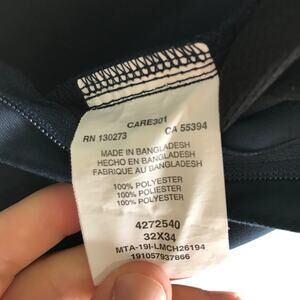 CARE301
RN 130273 CA 55394
MADE IN BANGLADESH
HECHO EN BANGLADESH
FABRIQUE AU BANGLADESH
100% POLYESTER
100% POLIESTER
100% POLYESTER
4272540
32X34
MTA-19I-LMCH26194
191057937866